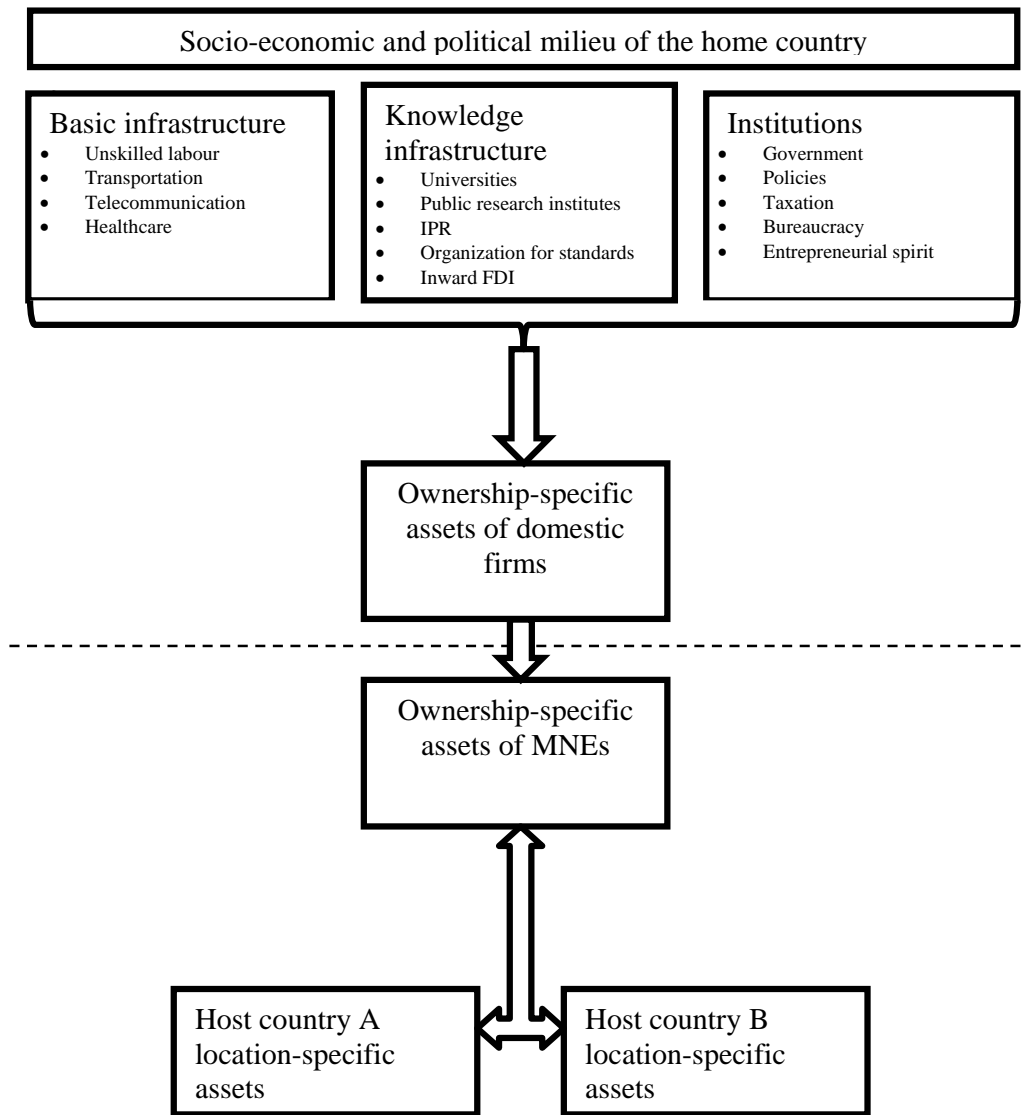 Socio-economic and political milieu of the home country
Basic infrastructure
• Unskilled labour
• Transportation
• Telecommunication
• Healthcare
Knowledge
infrastructure
• Universities
• Public research institutes
• IPR
• Organization for standards
• Inward FDI
Institutions
• Government
• Policies
• Taxation
• Bureaucracy
• Entrepreneurial spirit
Ownership-specific
assets of domestic
firms
Ownership-specific
assets of MNEs
Host country A
location-specific
assets
Host country B
location-specific
assets